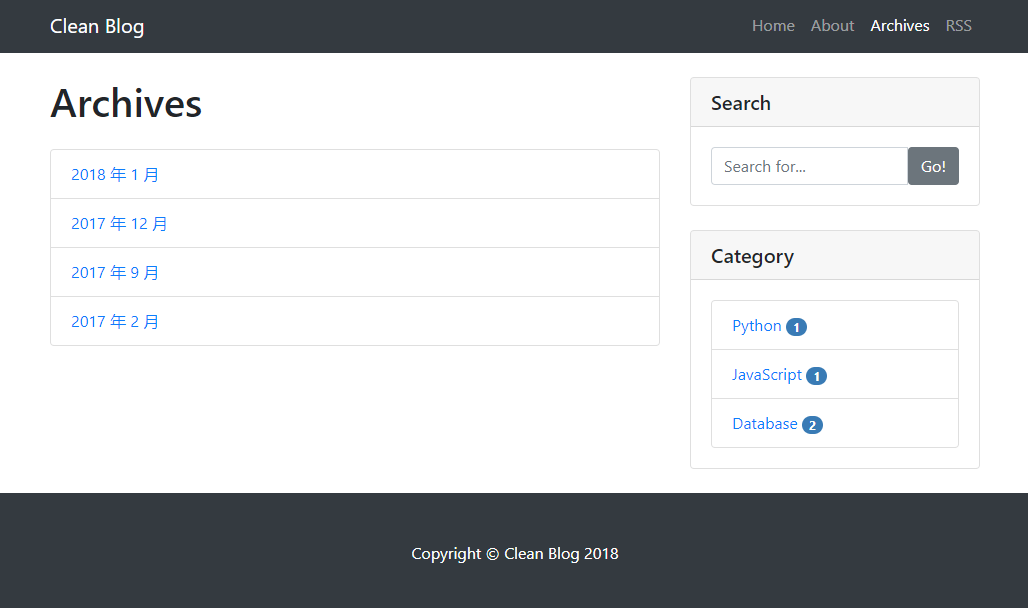 Clean Blog
Home About Archives RSS
Archives
2018 年 1 月
2017 年 12 月
2017 年 9 月
2017 年 2 月
Search
Search for...
Go!
Category
Python 1
JavaScript 1
Database 2
Copyright © Clean Blog 2018